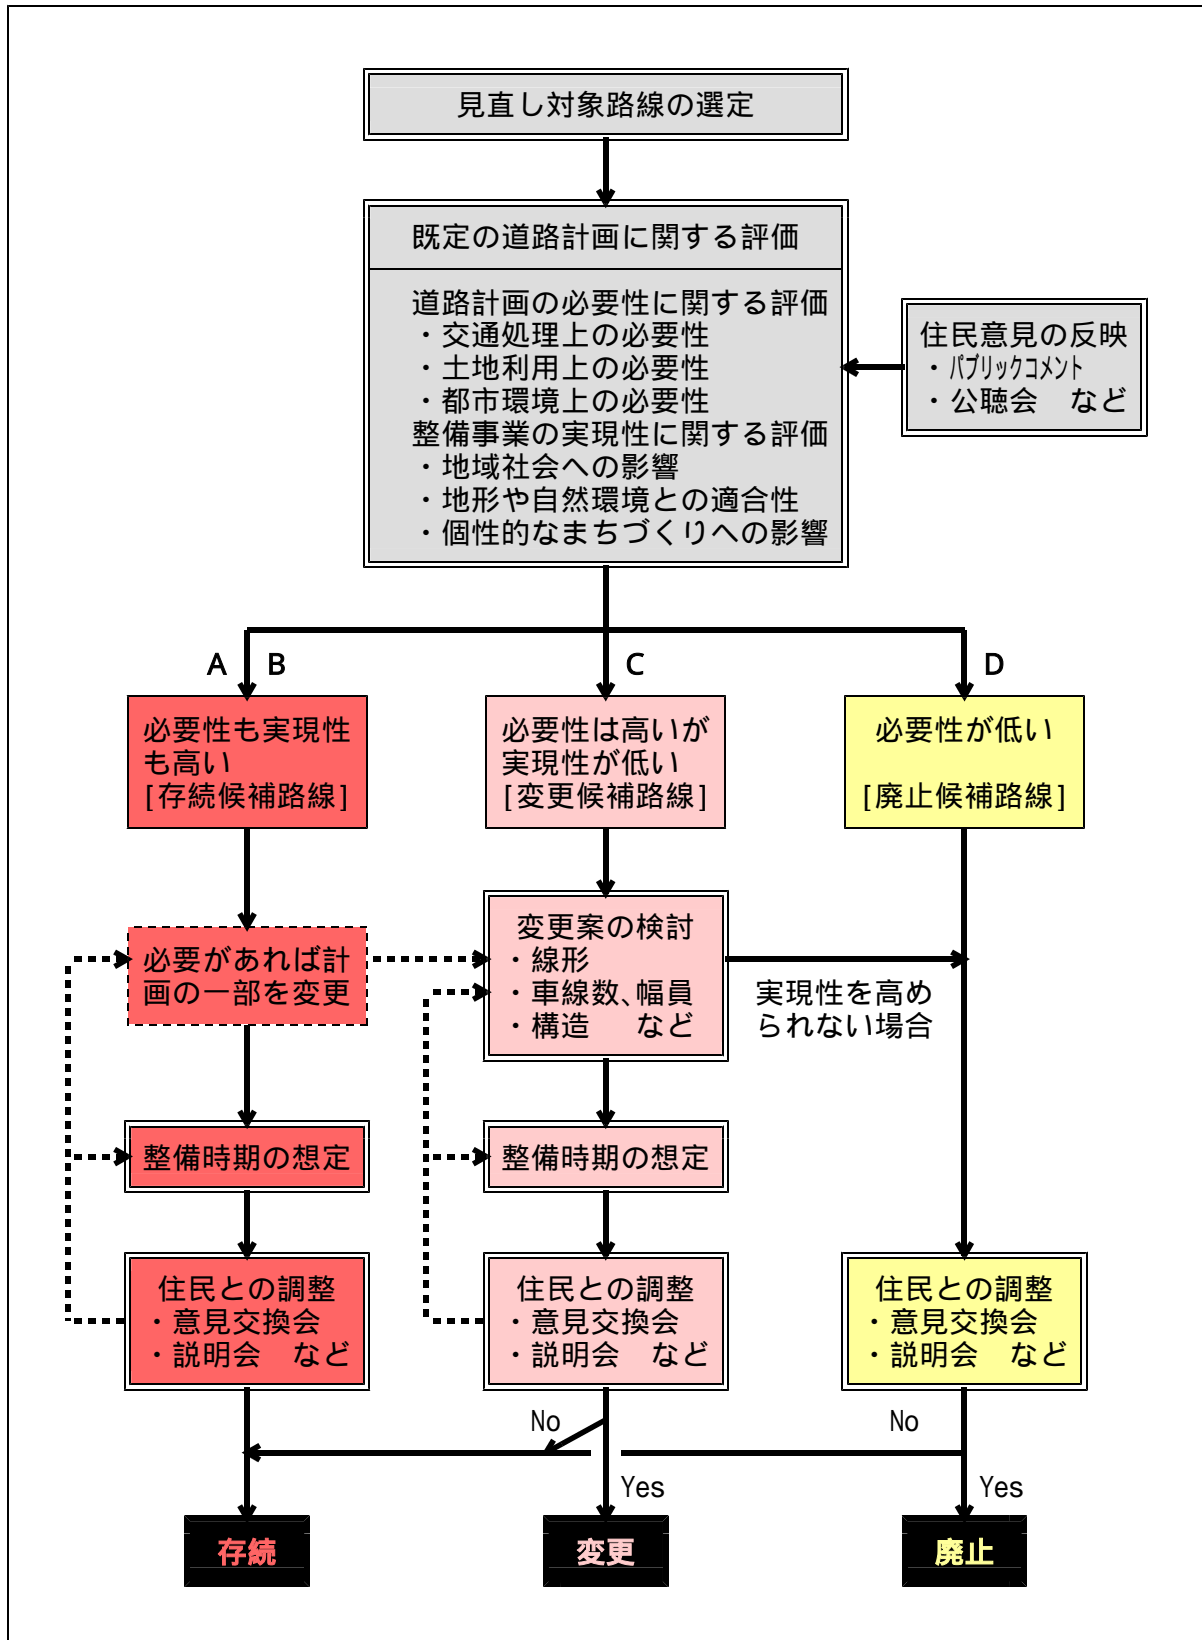 見直し対象路線の選定
既定の道路計画に関する評価
道路計画の必要性に関する評価
・交通処理上の必要性
・土地利用上の必要性
・都市環境上の必要性
整備事業の実現性に関する評価
・地域社会への影響
・地形や自然環境との適合性
・個性的なまちづくりへの影響
住民意見の反映
・パブリックコメント
・公聴会　など
A B
C
D
必要性も実現性
も高い
[存続候補路線]
必要性は高いが
実現性が低い
[変更候補路線]
必要性が低い
[廃止候補路線]
必要があれば計
画の一部を変更
変更案の検討
・線形
・車線数、幅員
・構造　など
実現性を高め
られない場合
整備時期の想定
整備時期の想定
住民との調整
・意見交換会
・説明会　など
住民との調整
・意見交換会
・説明会　など
住民との調整
・意見交換会
・説明会　など
No
No
Yes
Yes
存続
変更
廃止